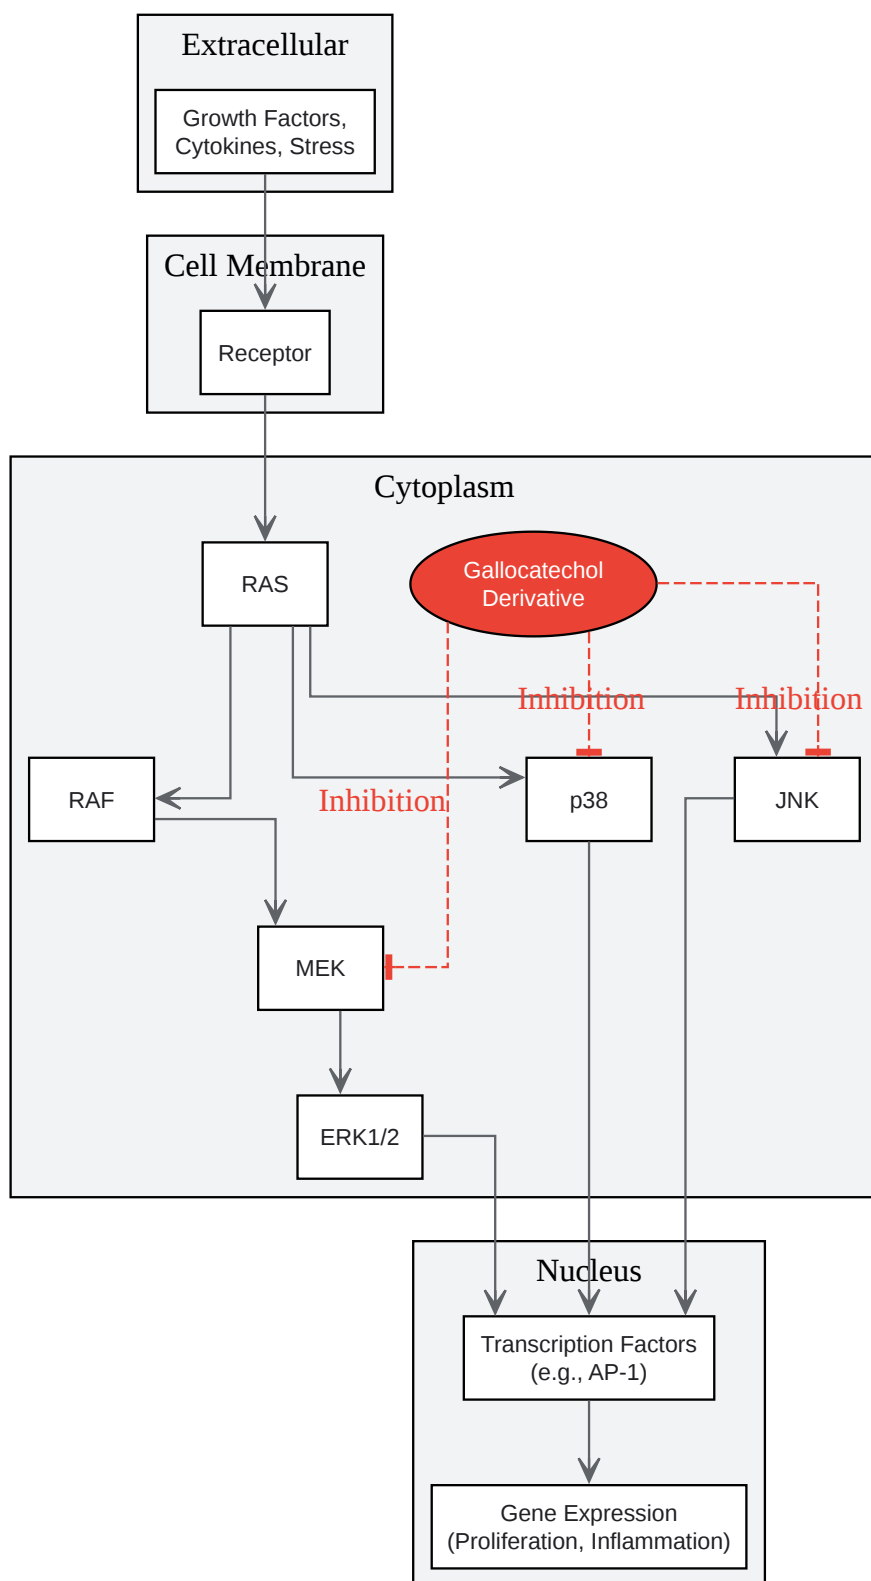 Extracellular
Growth Factors,
Cytokines, Stress
Cell Membrane
Receptor
Cytoplasm
RAS
Gallocatechol
Derivative
Inhibition
Inhibition
RAF
Inhibition
p38
JNK
MEK
ERK1/2
Nucleus
Transcription Factors
(e.g., AP-1)
Gene Expression
(Proliferation, Inflammation)